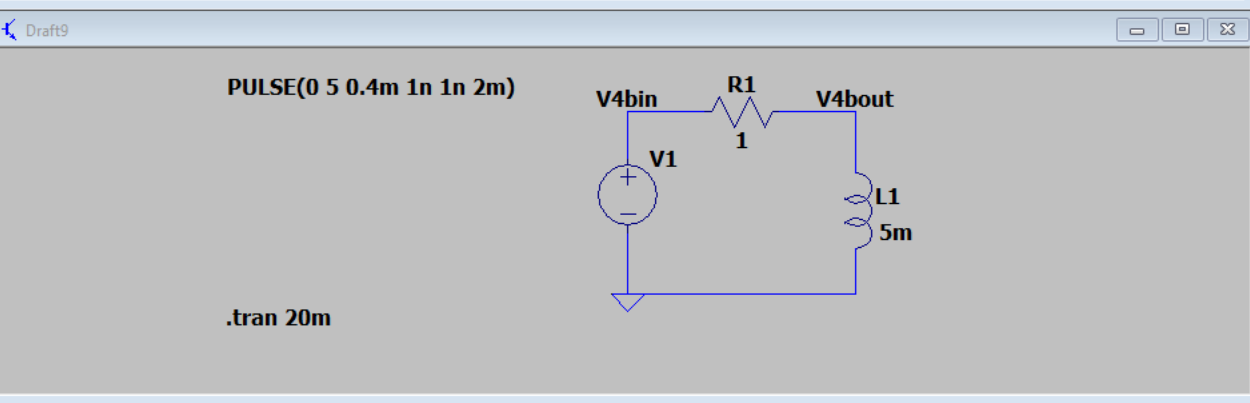 Draft9
PULSE(0 5 0.4m 1n 1n 2m)
V4bin
R1
V4bout
1
V1
L1
5m
.tran 20m